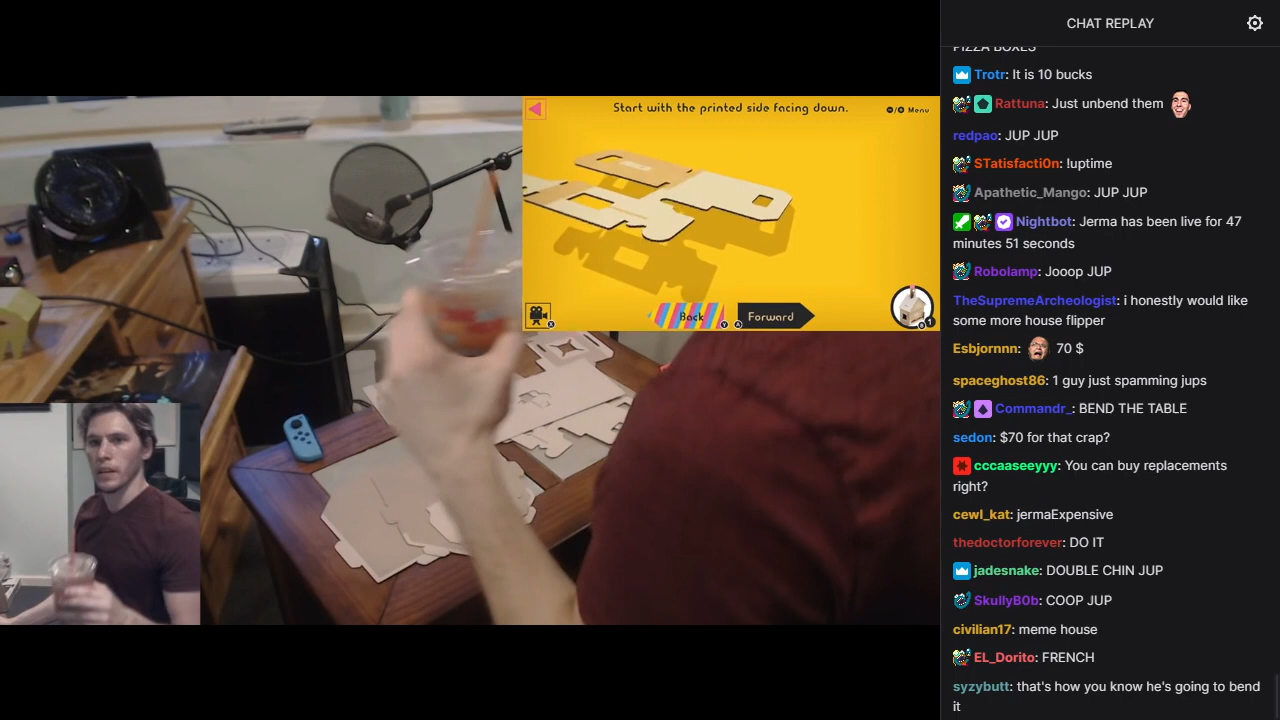 CHAT REPLAY
PIZZA BOXES
Trotr: It is 10 bucks
Rattuna: Just unbend them
redpao: JUP JUP
STatisfacti0n: !uptime
Apathetic_Mango: JUP JUP
Nightbot: Jerma has been live for 47
minutes 51 seconds
Robolamp: Jooop JUP
TheSupremeArcheologist: i honestly would like
some more house flipper
Esbjornnn: 70 $
spaceghost86: 1 guy just spamming jups
Commandr_: BEND THE TABLE
sedon: $70 for that crap?
cccaaseeyyy: You can buy replacements
right?
cewl_kat: jermaExpensive
thedoctorforever: DO IT
jadesnake: DOUBLE CHIN JUP
SkullyB0b: COOP JUP
civilian17: meme house
EL_Dorito: FRENCH
syzybutt: that's how you know he's going to bend
it
Start with the printed side facing down.
Menu
Back
Forward